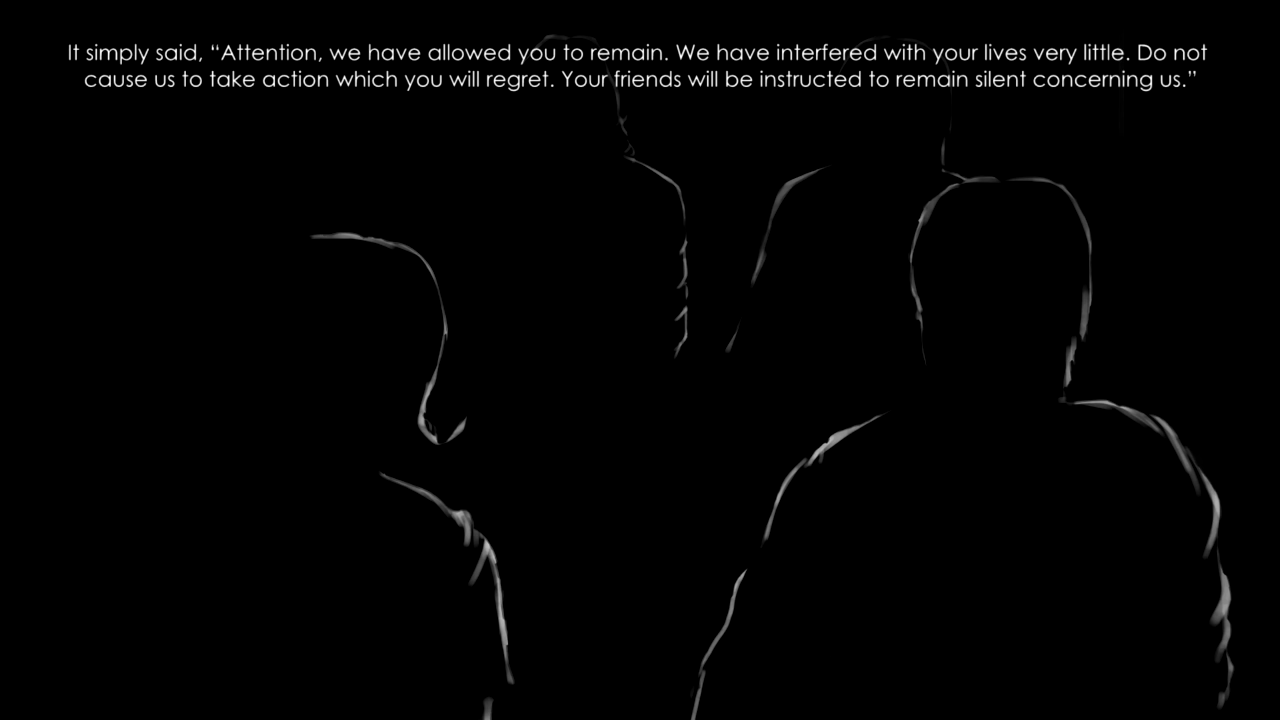 It simply said, “Attention, we have allowed you to remain. We have interfered with your lives very little. Do not
cause us to take action which you will regret. Your friends will be instructed to remain silent concerning us.”